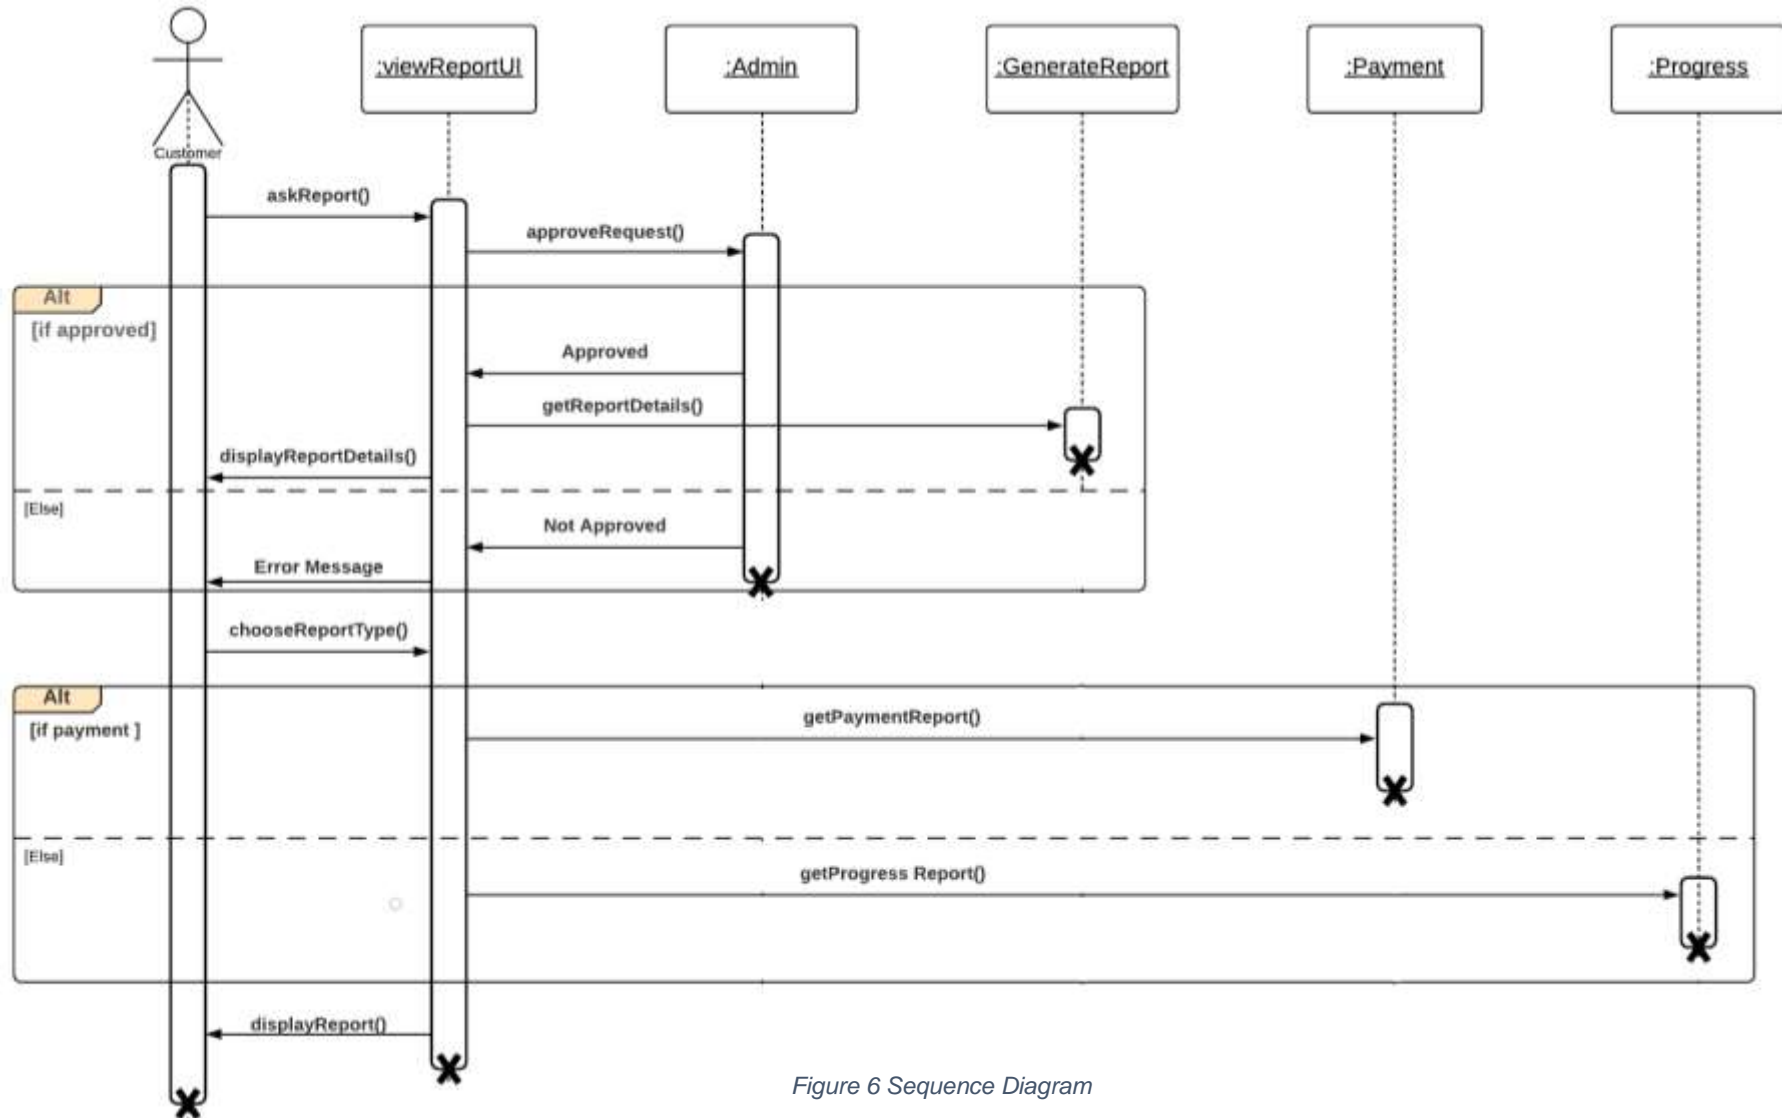 :viewReportUI
:Admin
:GenerateReport
:Payment
:Progress
Customer
askReport()
approveRequest()
Alt
[if approved]
Approved
getReportDetails()
displayReportDetails()
[Else]
Not Approved
Error Message
chooseReportType()
Alt
[if payment ]
getPaymentReport()
[Else]
getProgress Report()
displayReport()
Figure 6 Sequence Diagram